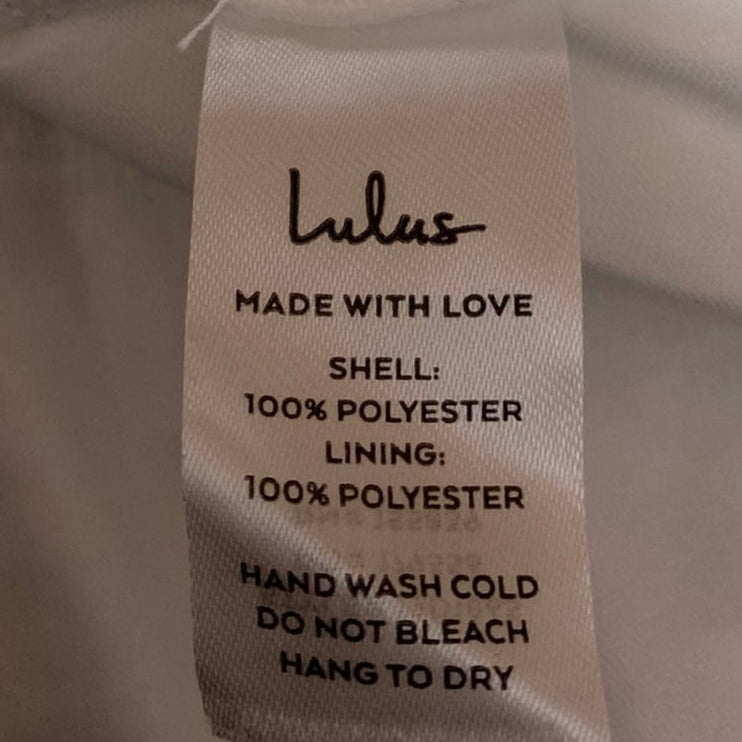 Lulus
MADE WITH LOVE
SHELL:
100% POLYESTER
LINING:
100% POLYESTER
HAND WASH COLD
DO NOT BLEACH
HANG TO DRY